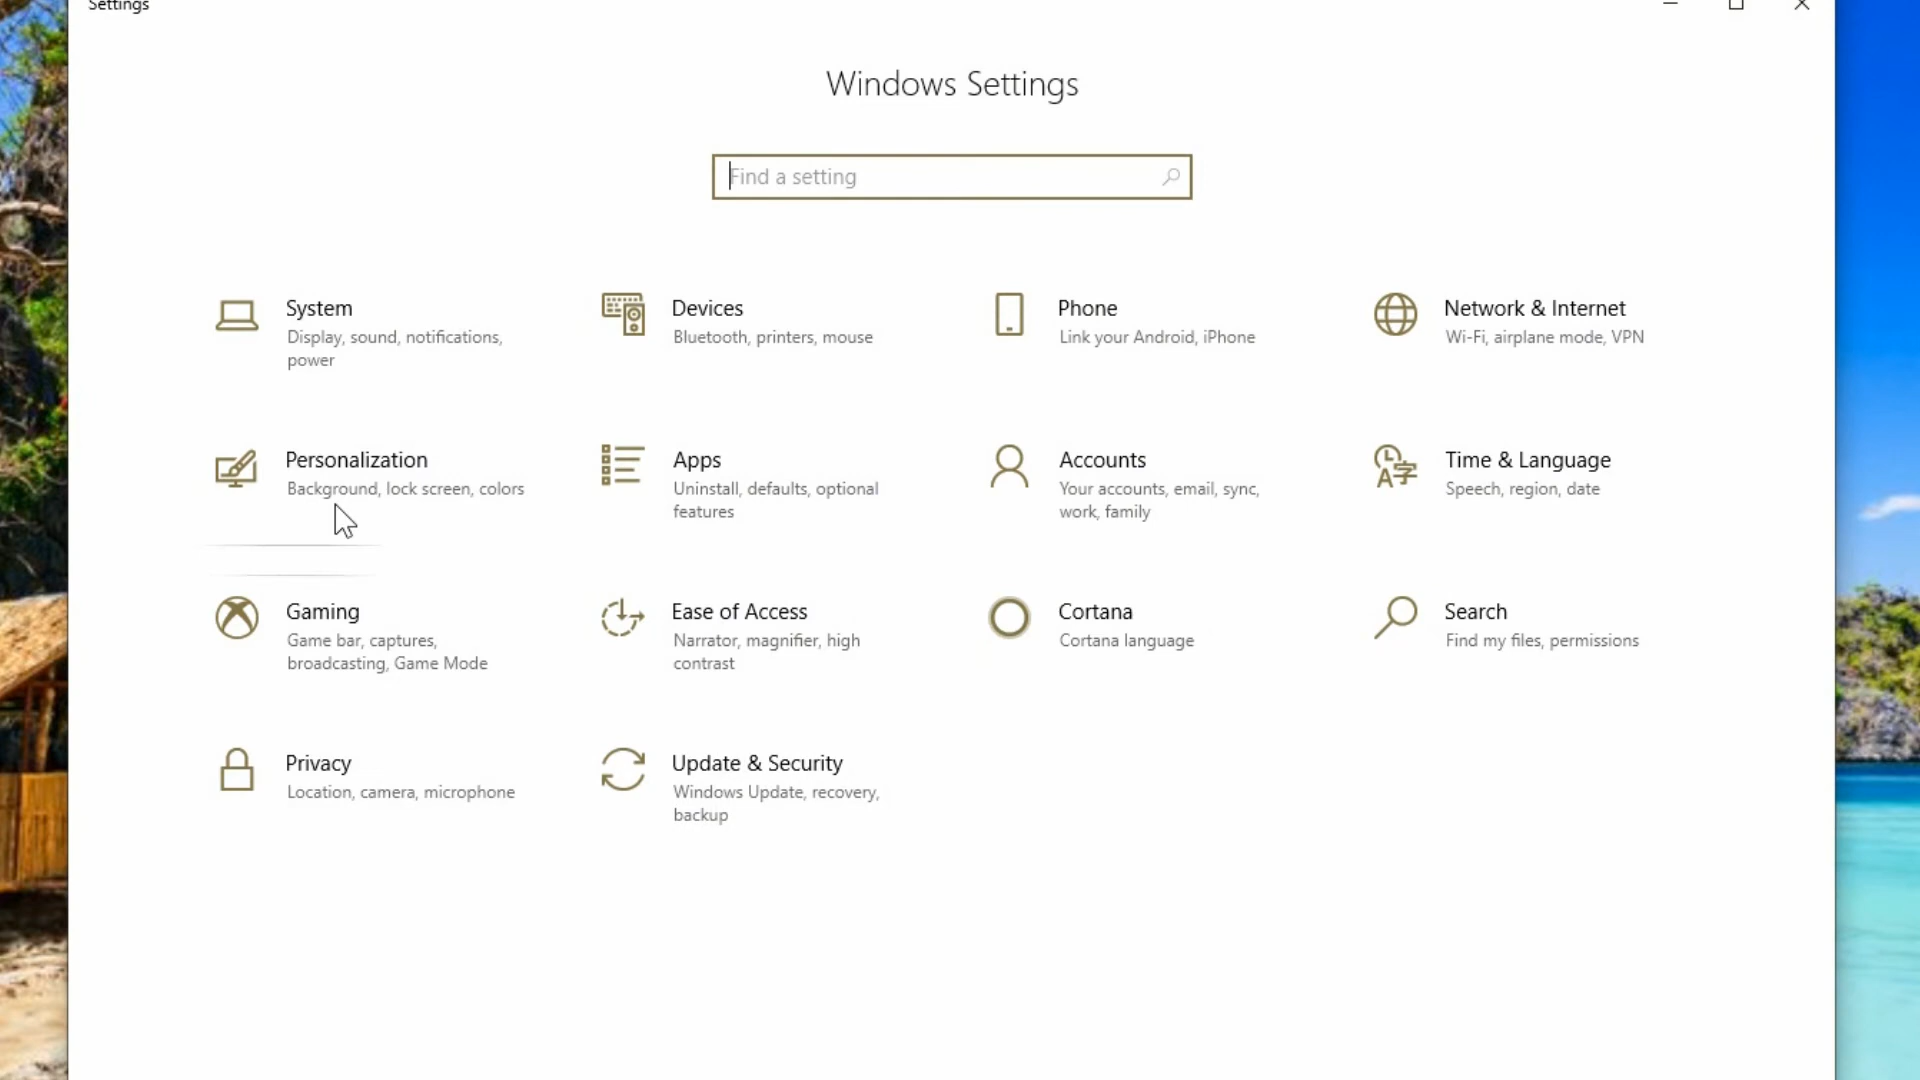 Settings
Windows Settings
Find a setting
System
Display, sound, notifications,
power
Devices
Bluetooth, printers, mouse
Phone
Link your Android, iPhone
Network & Internet
Wi-Fi, airplane mode, VPN
Personalization
Background, lock screen, colors
Apps
Uninstall, defaults, optional
features
Accounts
Your accounts, email, sync,
work, family
Time & Language
Speech, region, date
Gaming
Game bar, captures,
broadcasting, Game Mode
Ease of Access
Narrator, magnifier, high
contrast
Cortana
Cortana language
Search
Find my files, permissions
Privacy
Location, camera, microphone
Update & Security
Windows Update, recovery,
backup